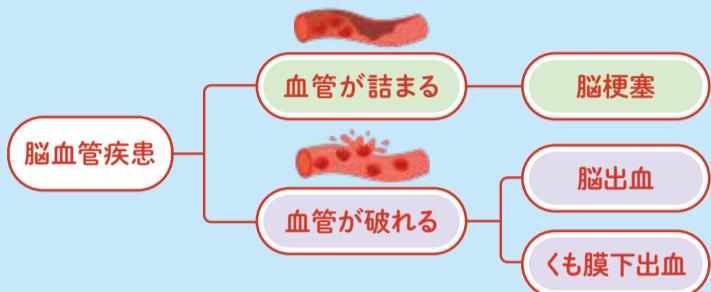 脳血管疾患
血管が詰まる
脳梗塞
血管が破れる
脳出血
くも膜下出血